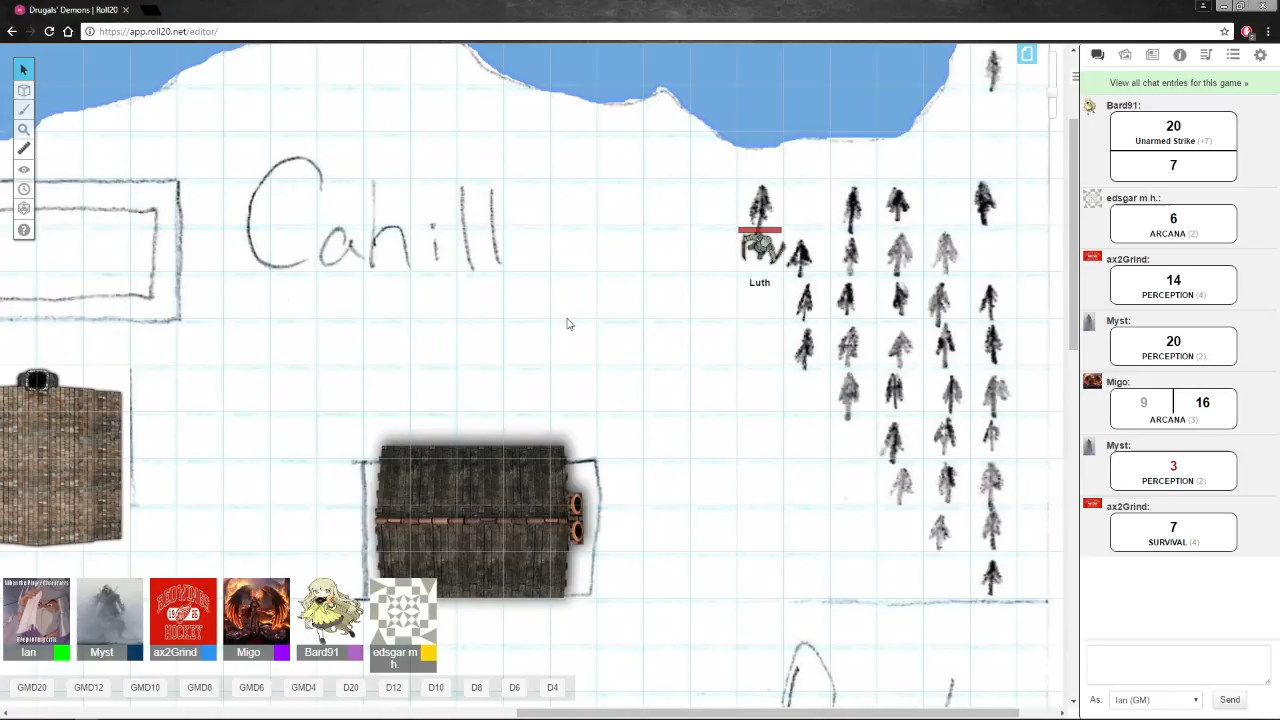 Drugals' Demons | Roll20
https://app.roll20.net/editor/
View all chat entries for this game »
Bard91:
20
Unarmed Strike (+7)
7
edsgar m h.:
6
ARCANA (2)
ax2Grind:
14
PERCEPTION (4)
Myst:
20
PERCEPTION (2)
Migo:
9 16
ARCANA (3)
Myst:
3
PERCEPTION (2)
ax2Grind:
7
SURVIVAL (4)
Cahill
Luth
REDWINGS
HOCKEY
Ian
Myst
ax2Grind
Migo
Bard91
edsgar m
h.
GMD20 GMD12 GMD10 GMD8 GMD6 GMD4 D20 D12 D10 D8 D6 D4
As: Ian (GM) Send